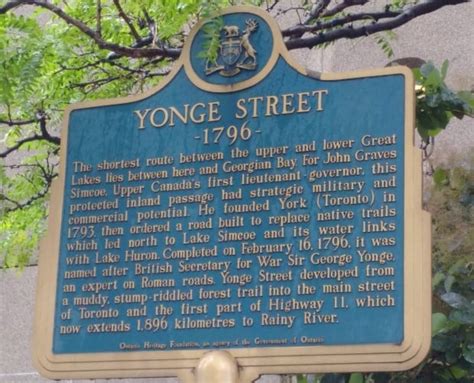 YONGE STREET
-1796-
The shortest route between the upper and lower Great
Lakes lies between here and Georgian Bay. For John Graves
Simcoe, Upper Canada's first lieutenant-governor, this
protected inland passage had strategic military and
commercial potential. He founded York (Toronto) in
1793, then ordered a road built to replace native trails
which led north to Lake Simcoe and its water links
with Lake Huron. Completed on February 16, 1796, it was
named after British Secretary for War Sir George Yonge,
an expert on Roman roads. Yonge Street developed from
a muddy, stump-riddled forest trail into the main street
of Toronto and the first part of Highway 11, which
now extends 1,896 kilometres to Rainy River.
Ontario Heritage Foundation, an agency of the Government of Ontario